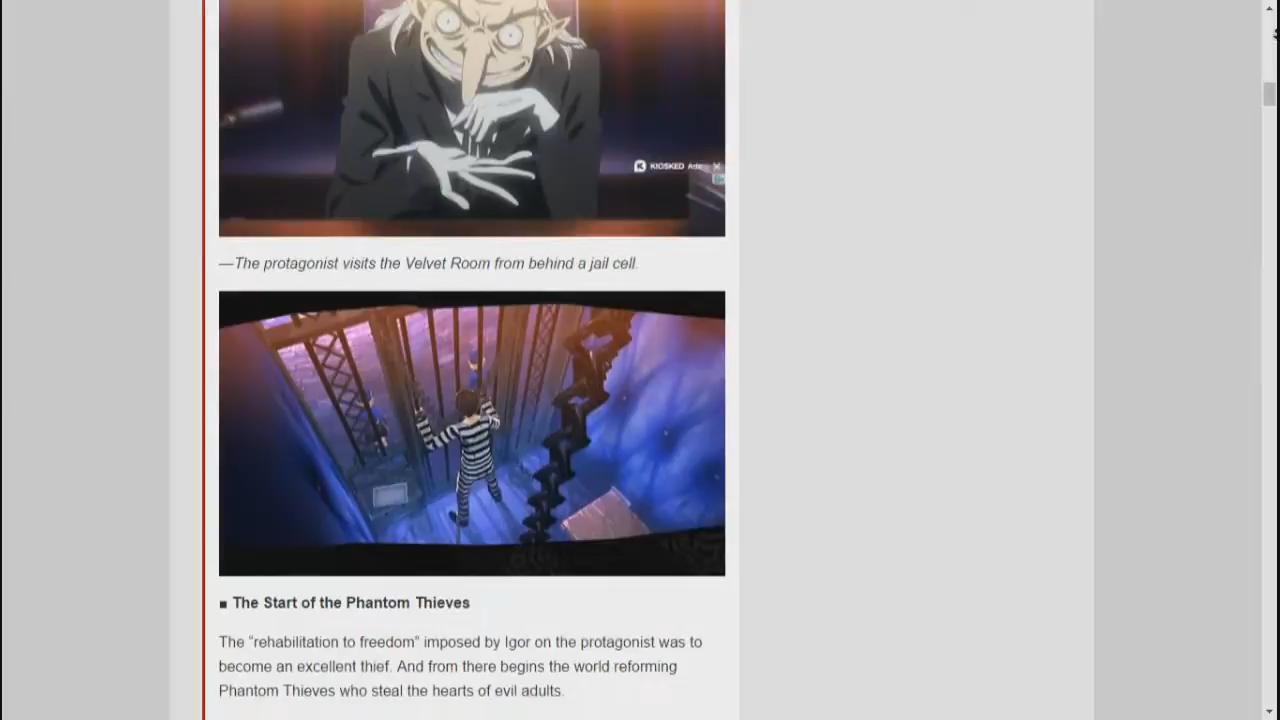 KIOSKED Ads
—The protagonist visits the Velvet Room from behind a jail cell.
■ The Start of the Phantom Thieves
The "rehabilitation to freedom" imposed by Igor on the protagonist was to
become an excellent thief. And from there begins the world reforming
Phantom Thieves who steal the hearts of evil adults.